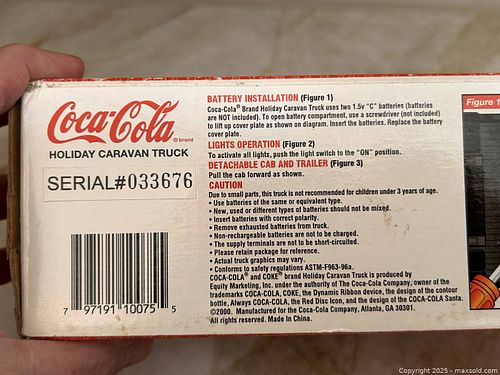 Coca-Cola® brand
HOLIDAY CARAVAN TRUCK
SERIAL#033676
7 97191 10075 5
BATTERY INSTALLATION (Figure 1)
Coca-Cola® Brand Holiday Caravan Truck uses two 1.5v "C" batteries (batteries
are NOT included). To open battery compartment, use a screwdriver (not included)
to lift up cover plate as shown on diagram. Insert the batteries. Replace the battery
cover plate.
LIGHTS OPERATION (Figure 2)
To activate all lights, push the light switch to the "ON" position.
DETACHABLE CAB AND TRAILER (Figure 3)
Pull the cab forward as shown.
CAUTION
Due to small parts, this truck is not recommended for children under 3 years of age.
• Use batteries of the same or equivalent type.
• New, used or different types of batteries should not be mixed.
• Insert batteries with correct polarity.
• Remove exhausted batteries from truck.
• Non-rechargeable batteries are not to be charged.
• The supply terminals are not to be short-circuited.
• Please retain package for reference.
• Actual truck graphics may vary.
• Conforms to safety regulations ASTM-F963-96a.
COCA-COLA® and COKE® brand Holiday Caravan Truck is produced by
Equity Marketing, Inc. under the authority of The Coca-Cola Company, owner of the
trademarks COCA-COLA, COKE, the Dynamic Ribbon device, the design of the contour
bottle, Always COCA-COLA, the Red Disc Icon, and the design of the COCA-COLA Santa.
©2000. Manufactured for the Coca-Cola Company, Atlanta, GA 30301.
All rights reserved. Made In China.
Figure 1
Copyright 2025 - maxsold.com